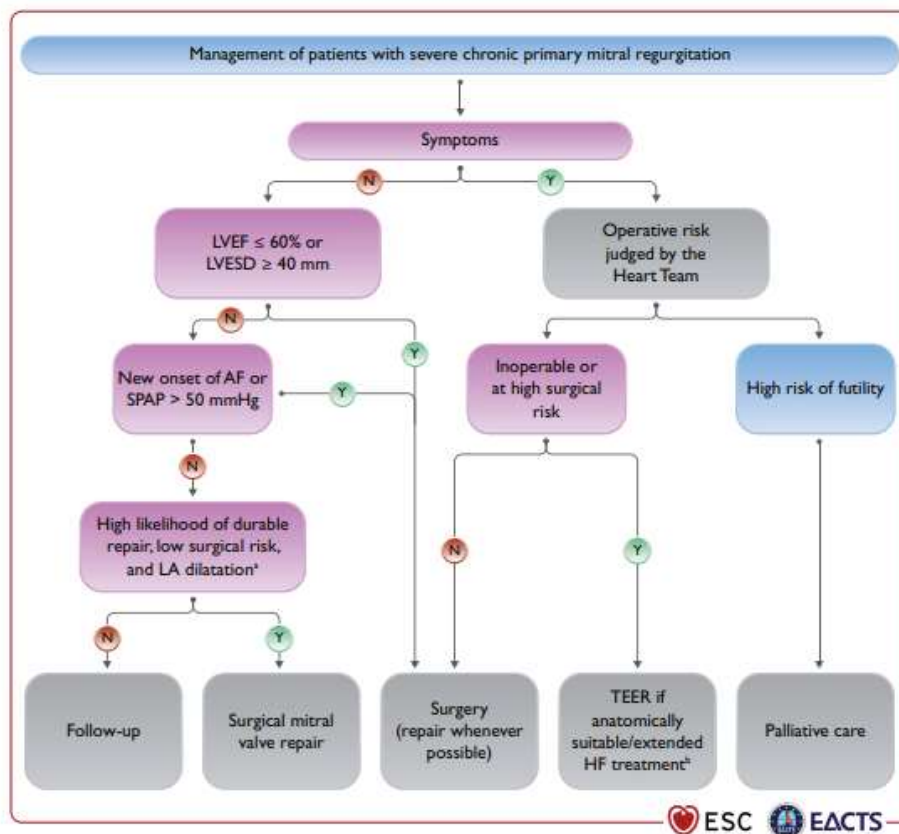 Management of patients with severe chronic primary mitral regurgitation
Symptoms
N
Y
LVEF ≤ 60% or
LVESD ≥ 40 mm
Operative risk
judged by the
Heart Team
N
Y
New onset of AF or
SPAP > 50 mmHg
Y
Inoperable or
at high surgical
risk
High risk of futility
N
High likelihood of durable
repair, low surgical risk,
and LA dilatationᵃ
N
Y
N
Y
Follow-up
Surgical mitral
valve repair
Surgery
(repair whenever
possible)
TEER if
anatomically
suitable/extended
HF treatmentᵇ
Palliative care
ESC
EACTS